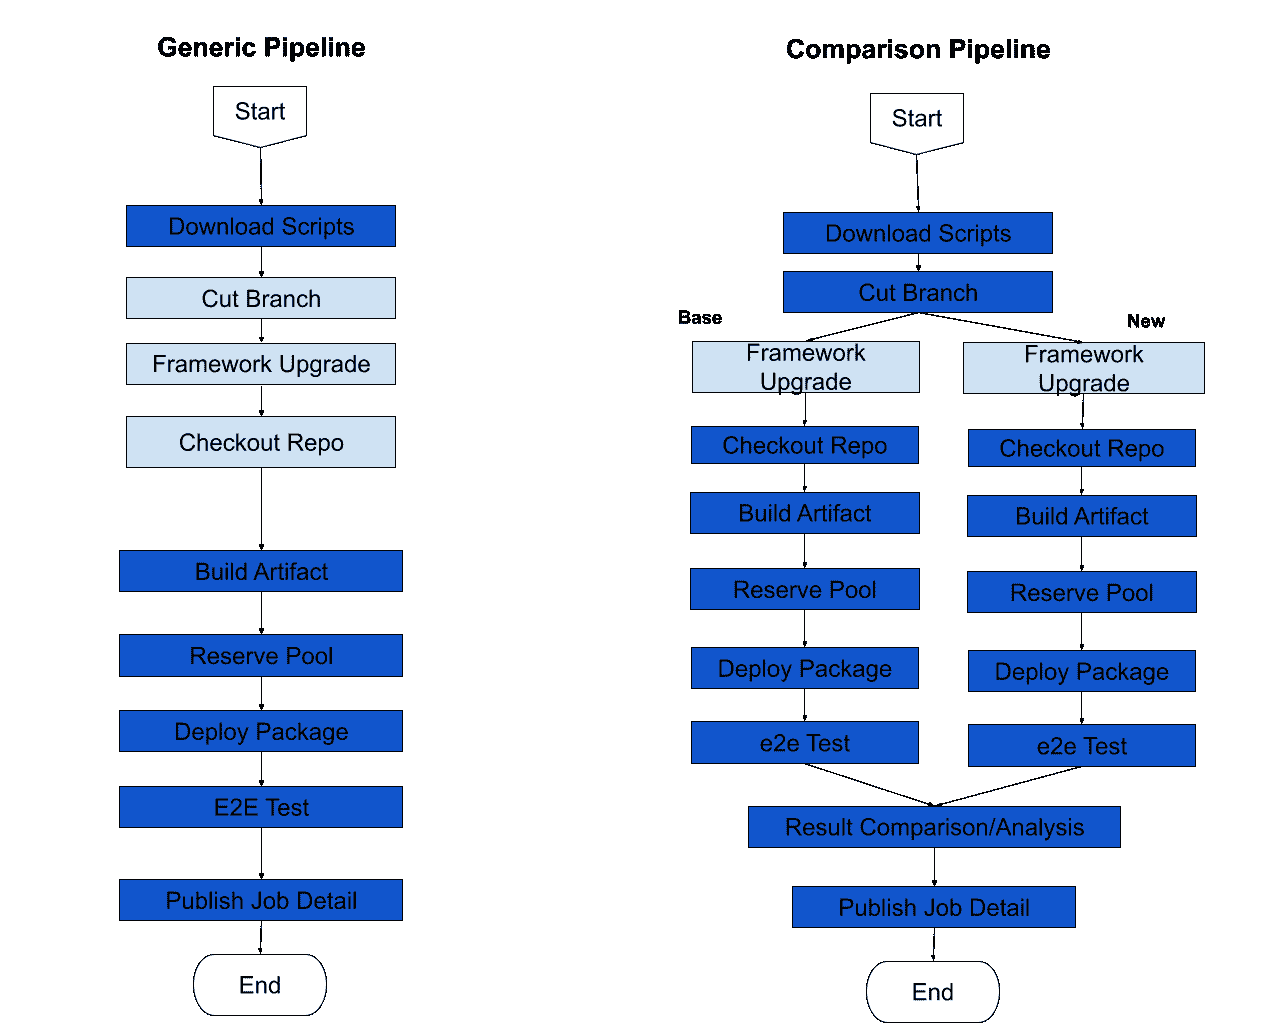 Generic Pipeline
Start
Download Scripts
Cut Branch
Framework Upgrade
Checkout Repo
Build Artifact
Reserve Pool
Deploy Package
E2E Test
Publish Job Detail
End
Comparison Pipeline
Start
Download Scripts
Cut Branch
Base
Framework
Upgrade
Checkout Repo
Build Artifact
Reserve Pool
Deploy Package
e2e Test
New
Framework
Upgrade
Checkout Repo
Build Artifact
Reserve Pool
Deploy Package
e2e Test
Result Comparison/Analysis
Publish Job Detail
End